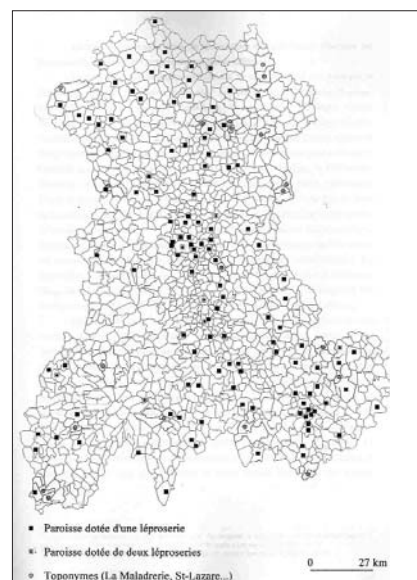 Paroisse dotée d'une léproserie
Paroisse dotée de deux léproseries
Toponymes (La Maladrerie, St-Lazare...)
0 27 km